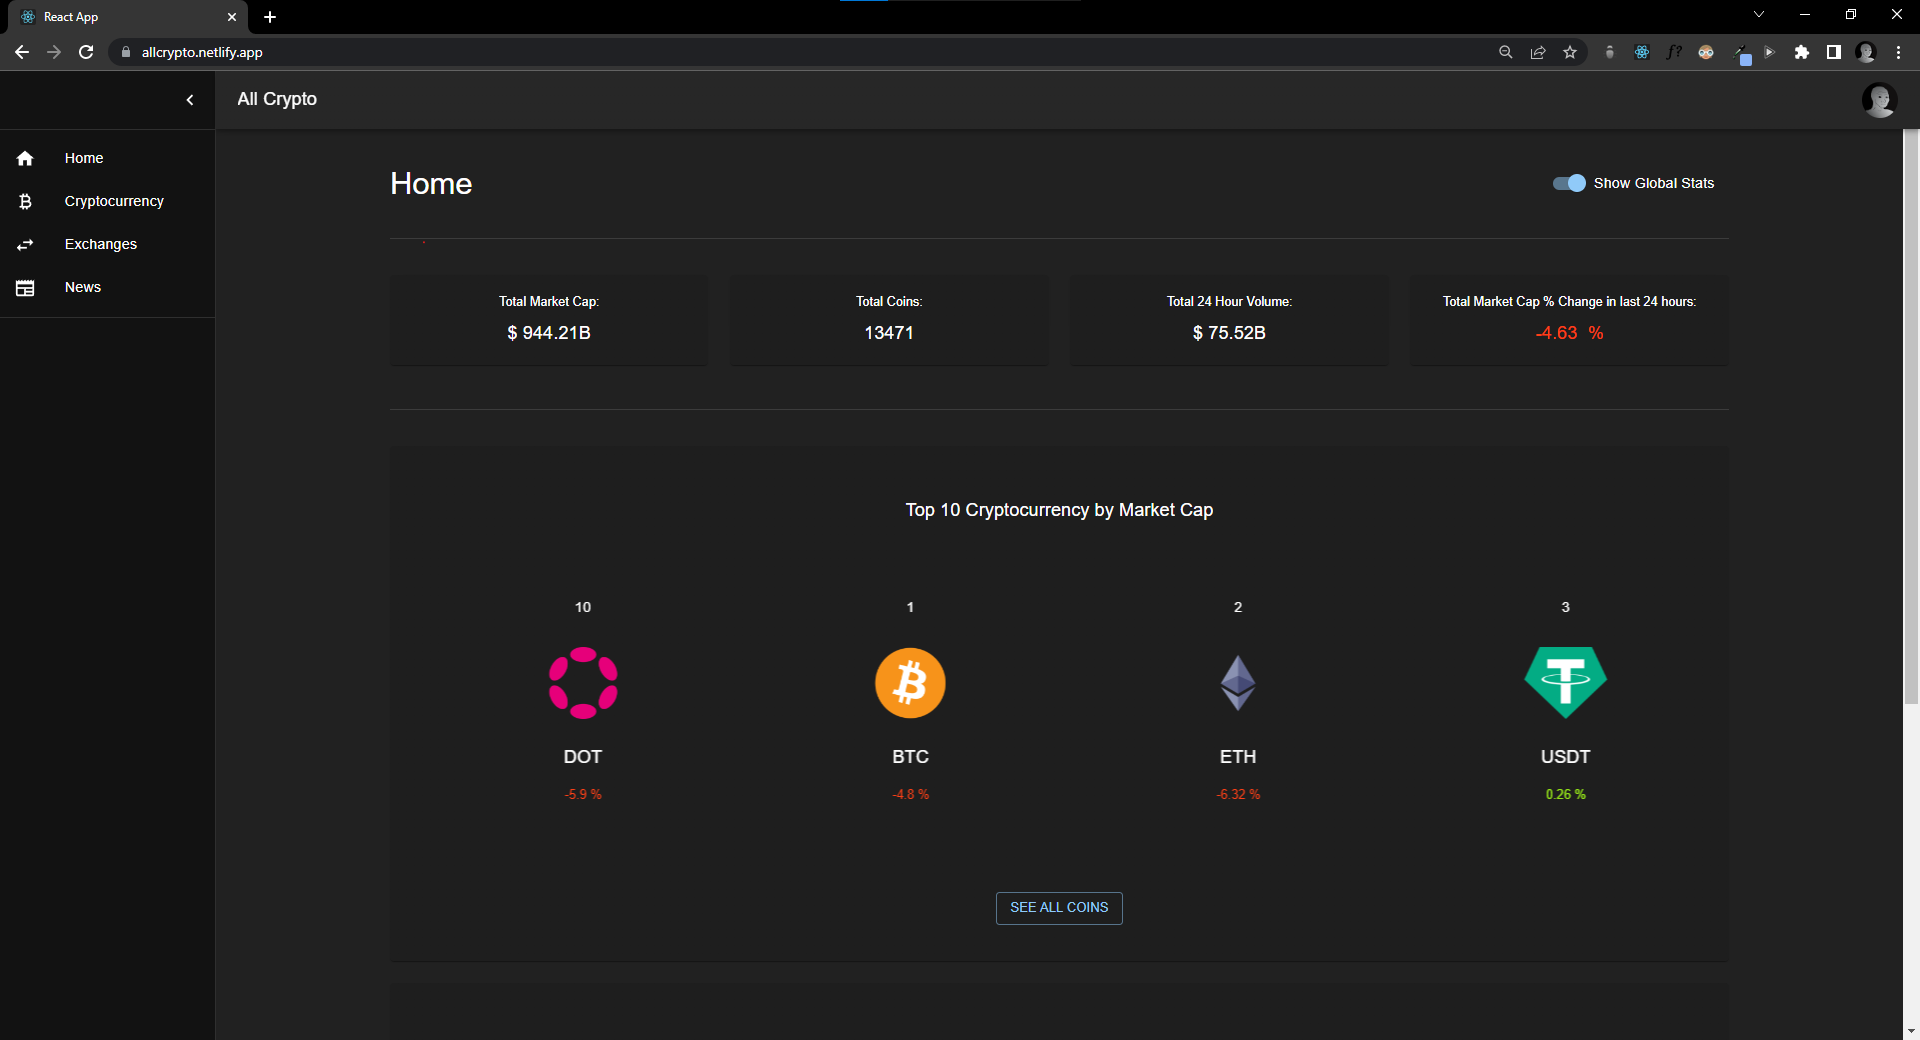 React App
allcrypto.netlify.app
f?
All Crypto
Home
Cryptocurrency
Exchanges
News
Home
Show Global Stats
Total Market Cap:
$ 944.21B
Total Coins:
13471
Total 24 Hour Volume:
$ 75.52B
Total Market Cap % Change in last 24 hours:
-4.63 %
Top 10 Cryptocurrency by Market Cap
10
DOT
-5.9 %
1
BTC
-4.8 %
2
ETH
-6.32 %
3
USDT
0.26 %
SEE ALL COINS